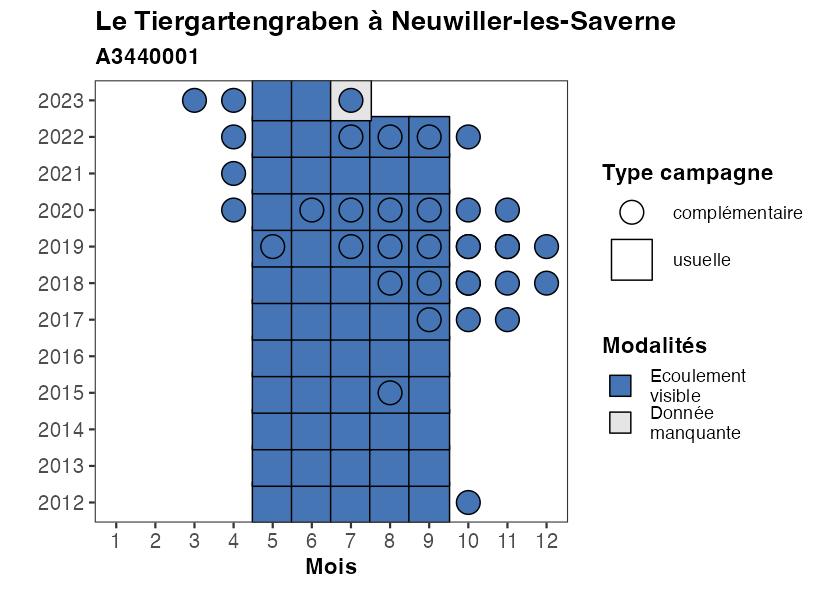 Le Tiergartengraben à Neuwiller-les-Saverne
A3440001
2023
2022
2021
2020
2019
2018
2017
2016
2015
2014
2013
2012
1 2 3 4 5 6 7 8 9 10 11 12
Mois
Type campagne
complémentaire
usuelle
Modalités
Ecoulement
visible
Donnée
manquante